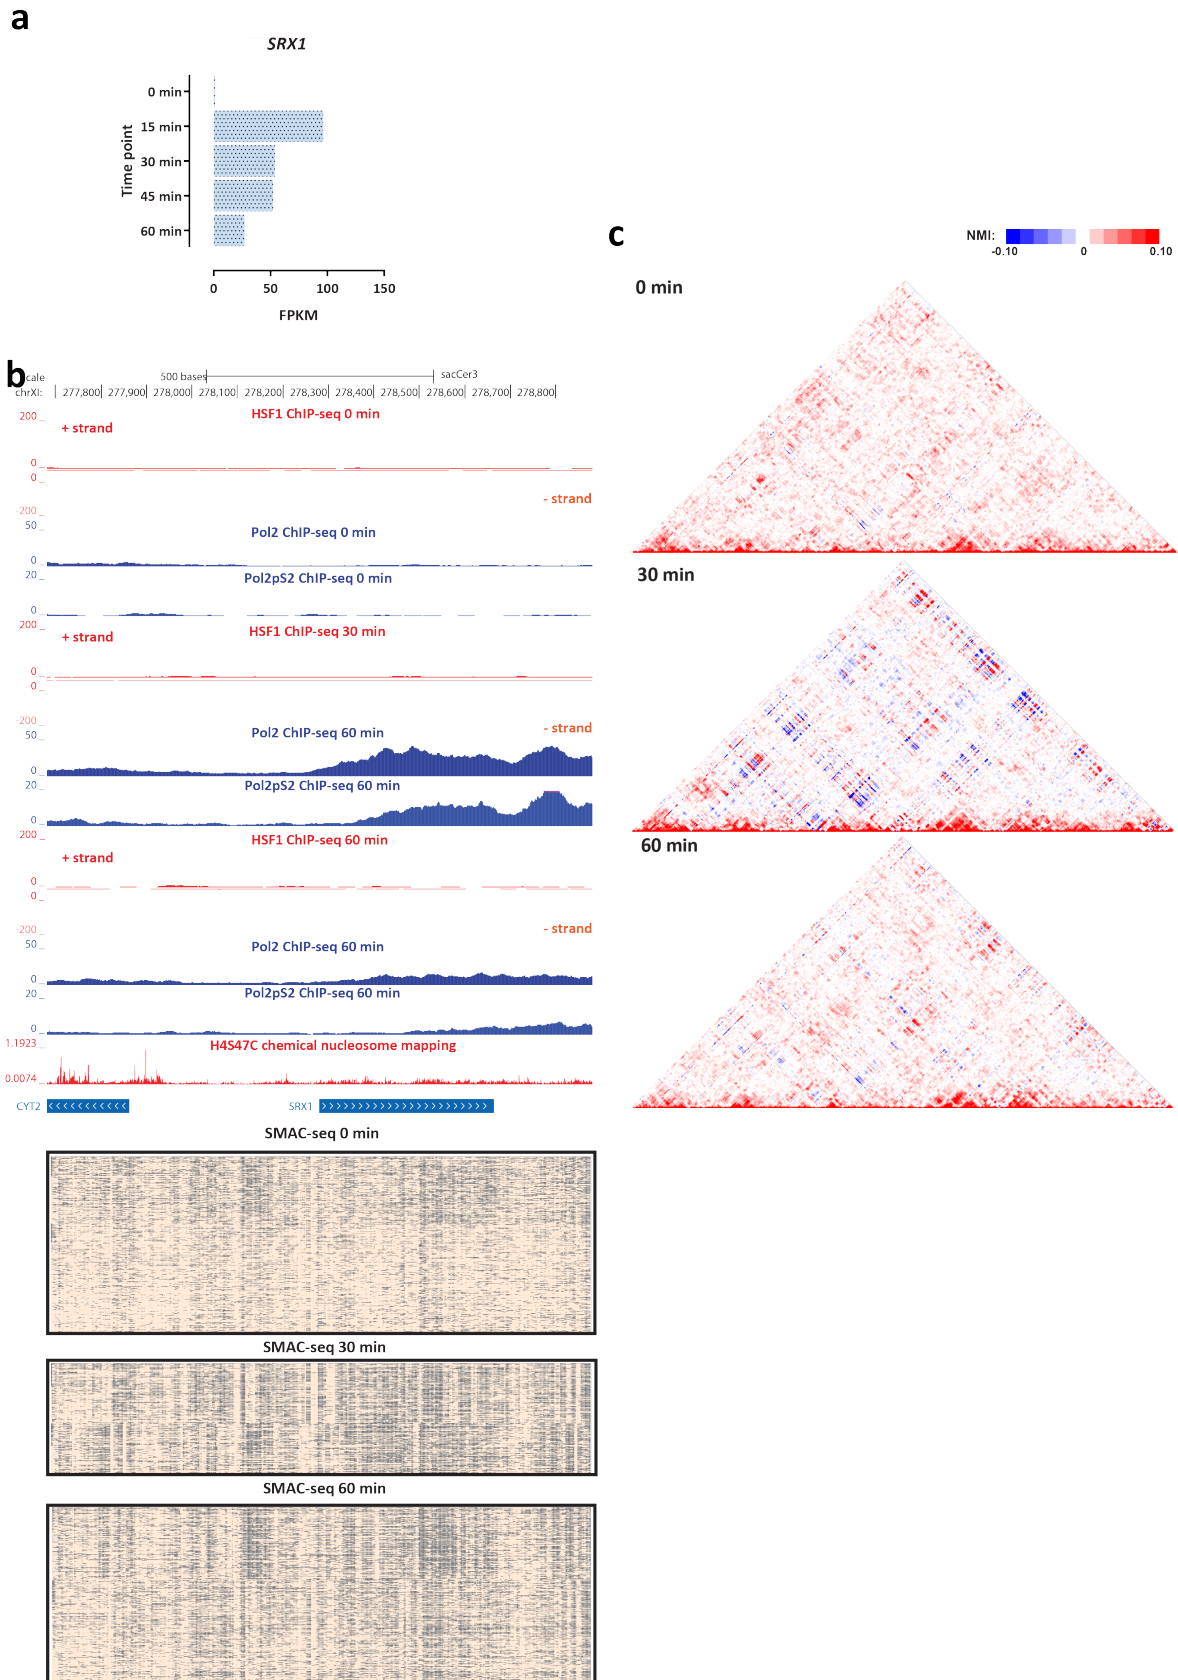 a
SRX1
Time point
0 min
15 min
30 min
45 min
60 min
0 50 100 150
FPKM
b
cale 500 bases sacCer3
chrXI: 277,800 277,900 278,000 278,100 278,200 278,300 278,400 278,500 278,600 278,700 278,800
HSF1 ChIP-seq 0 min
200
+ strand
0
0
- strand
-200
50
Pol2 ChIP-seq 0 min
0
20
Pol2pS2 ChIP-seq 0 min
0
200
HSF1 ChIP-seq 30 min
+ strand
0
0
-200
- strand
50
Pol2 ChIP-seq 60 min
0
20
Pol2pS2 ChIP-seq 60 min
0
200
HSF1 ChIP-seq 60 min
+ strand
0
0
-200
- strand
50
Pol2 ChIP-seq 60 min
0
20
Pol2pS2 ChIP-seq 60 min
0
1.1923
H4S47C chemical nucleosome mapping
0.0074
CYT2 SRX1
SMAC-seq 0 min
SMAC-seq 30 min
SMAC-seq 60 min
c
NMI:
-0.10 0 0.10
0 min
30 min
60 min